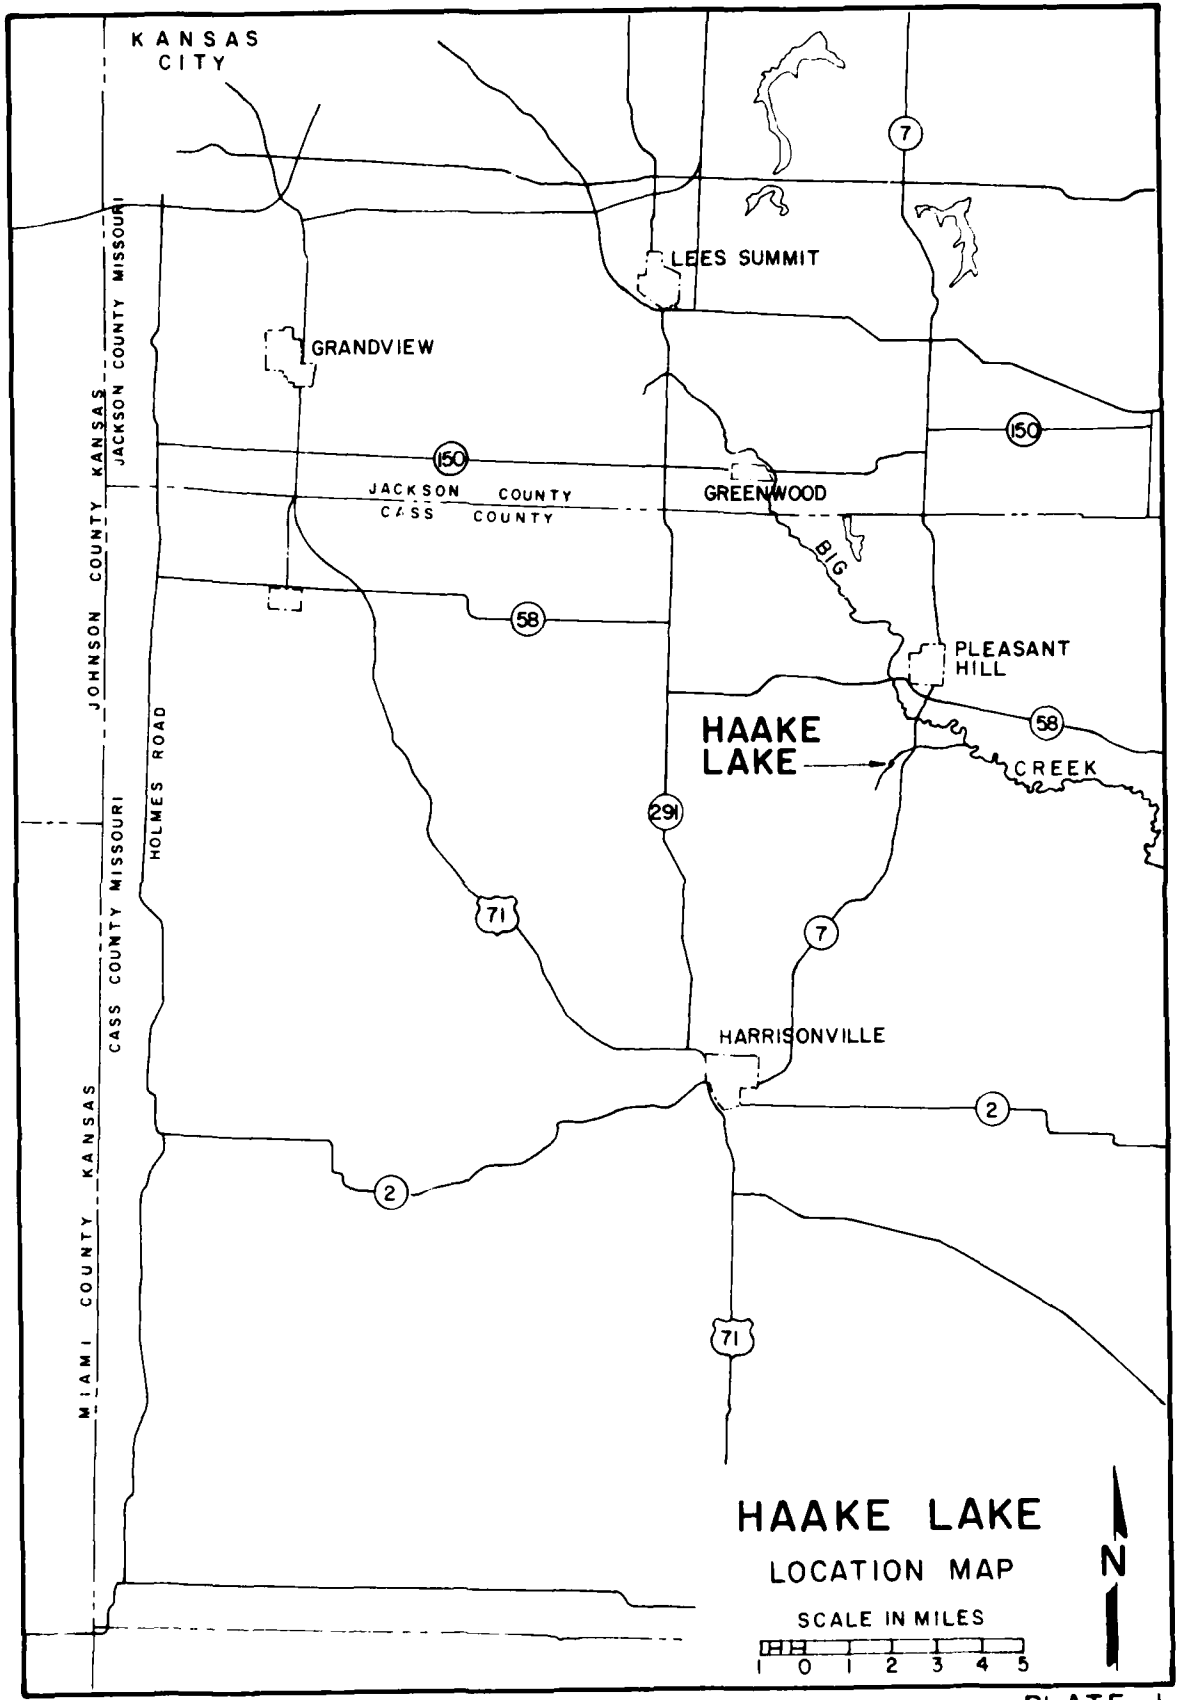 KANSAS
CITY
7
LEES SUMMIT
GRANDVIEW
JACKSON COUNTY MISSOURI
JOHNSON COUNTY KANSAS
150
150
JACKSON COUNTY
CASS COUNTY
GREENWOOD
BIG
58
PLEASANT
HILL
HAAKE
LAKE
58
CREEK
HOLMES ROAD
291
CASS COUNTY MISSOURI
71
7
HARRISONVILLE
2
2
MIAMI COUNTY KANSAS
71
HAAKE LAKE
LOCATION MAP
N
SCALE IN MILES
1 0 1 2 3 4 5